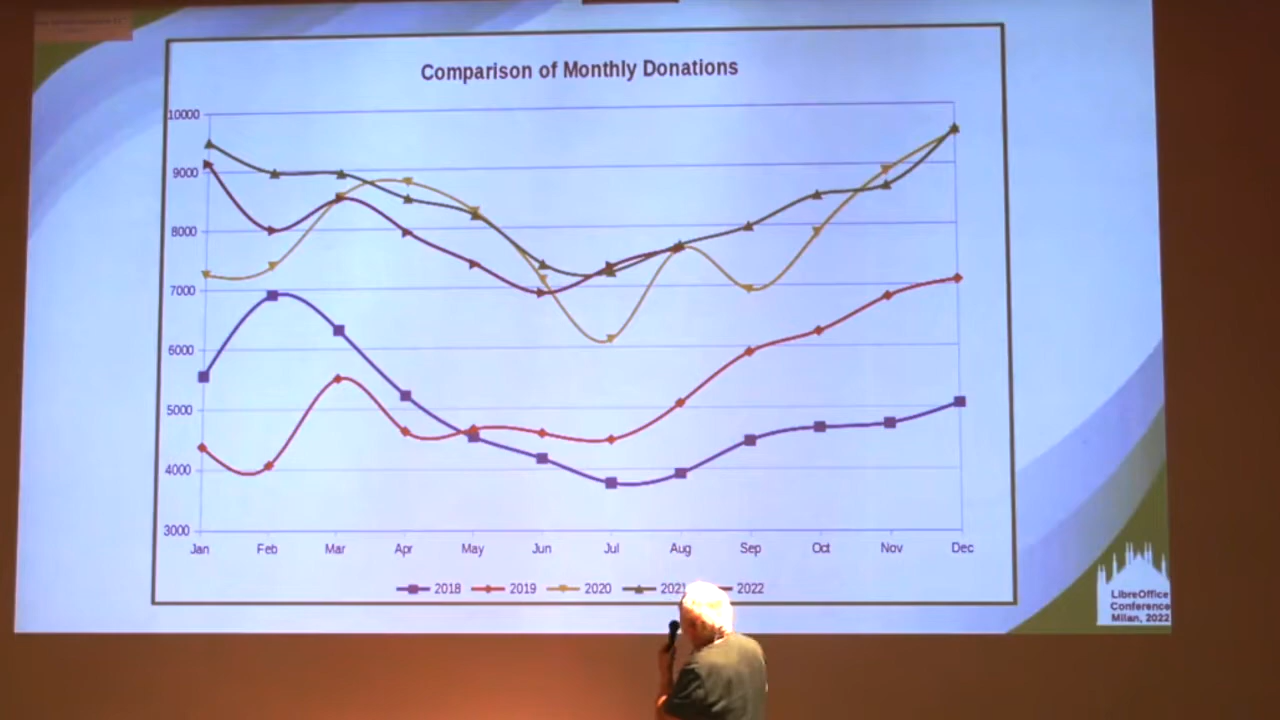 Comparison of Monthly Donations
10000
9000
8000
7000
6000
5000
4000
3000
Jan Feb Mar Apr May Jun Jul Aug Sep Oct Nov Dec
2018 2019 2020 2021 2022
LibreOffice
Conference
Milan, 2022